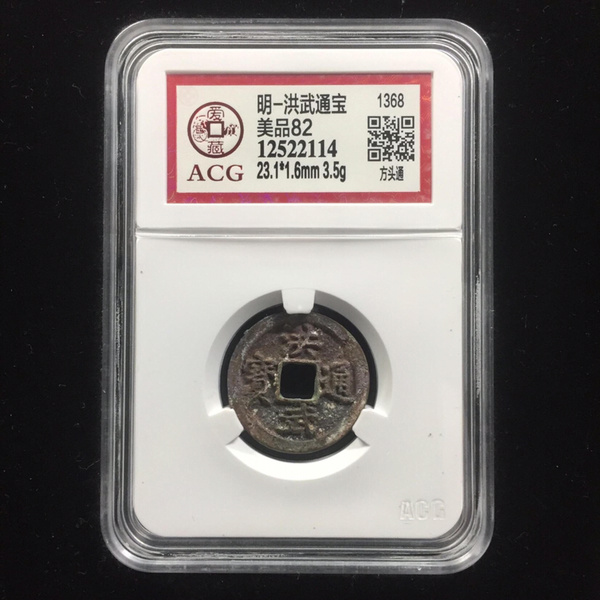 爱藏
ACG
明-洪武通宝
美品82
12522114
23.1*1.6mm 3.5g
1368
方头通
洪武通寳
ACG